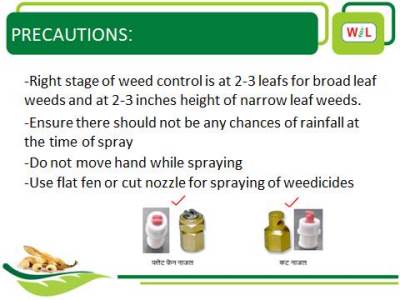 PRECAUTIONS:
WiL
-Right stage of weed control is at 2-3 leafs for broad leaf
weeds and at 2-3 inches height of narrow leaf weeds.
-Ensure there should not be any chances of rainfall at
the time of spray
-Do not move hand while spraying
-Use flat fen or cut nozzle for spraying of weedicides
फ्लैट फेन नाजल
कट नाजल